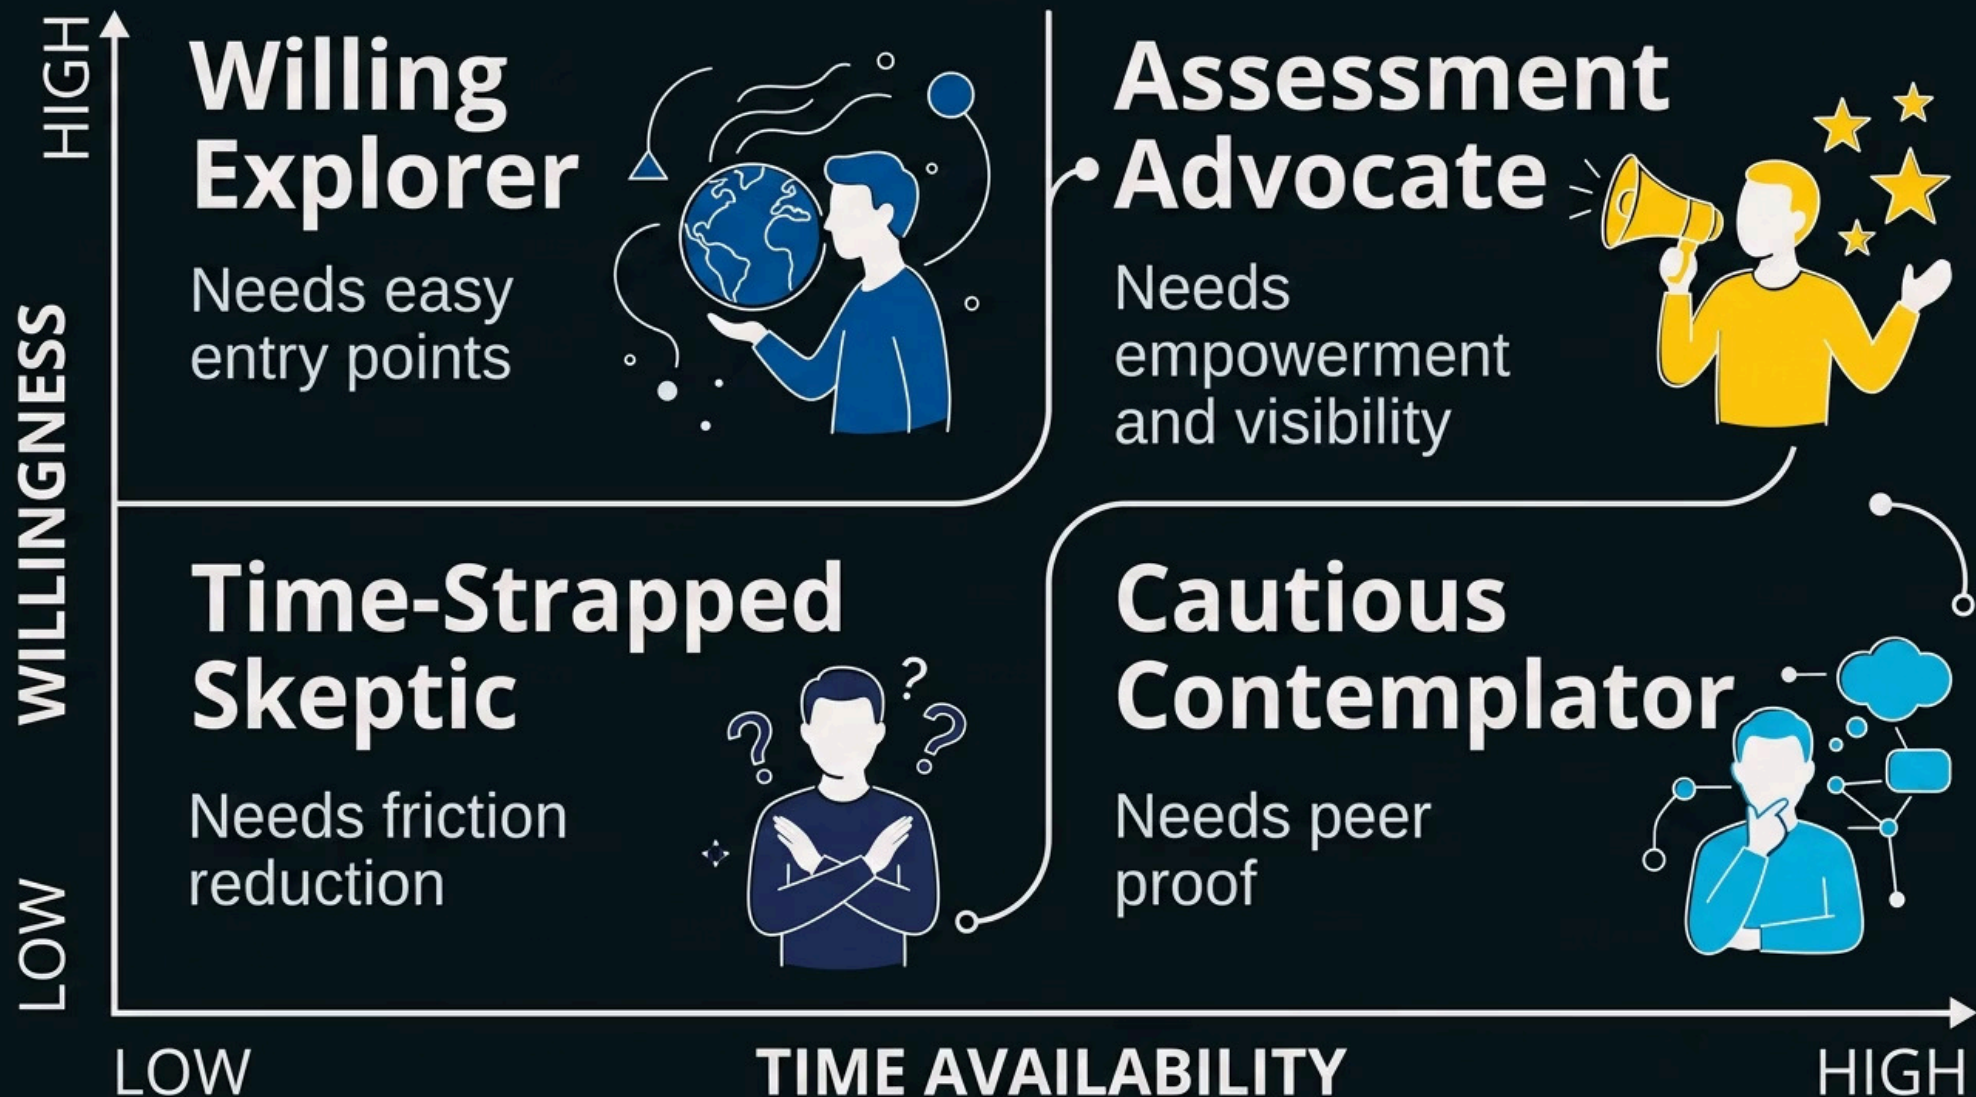 HIGH
WILLINGNESS
LOW
Willing
Explorer
Needs easy
entry points
Assessment
Advocate
Needs
empowerment
and visibility
Time-Strapped
Skeptic
Needs friction
reduction
Cautious
Contemplator
Needs peer
proof
LOW
TIME AVAILABILITY
HIGH